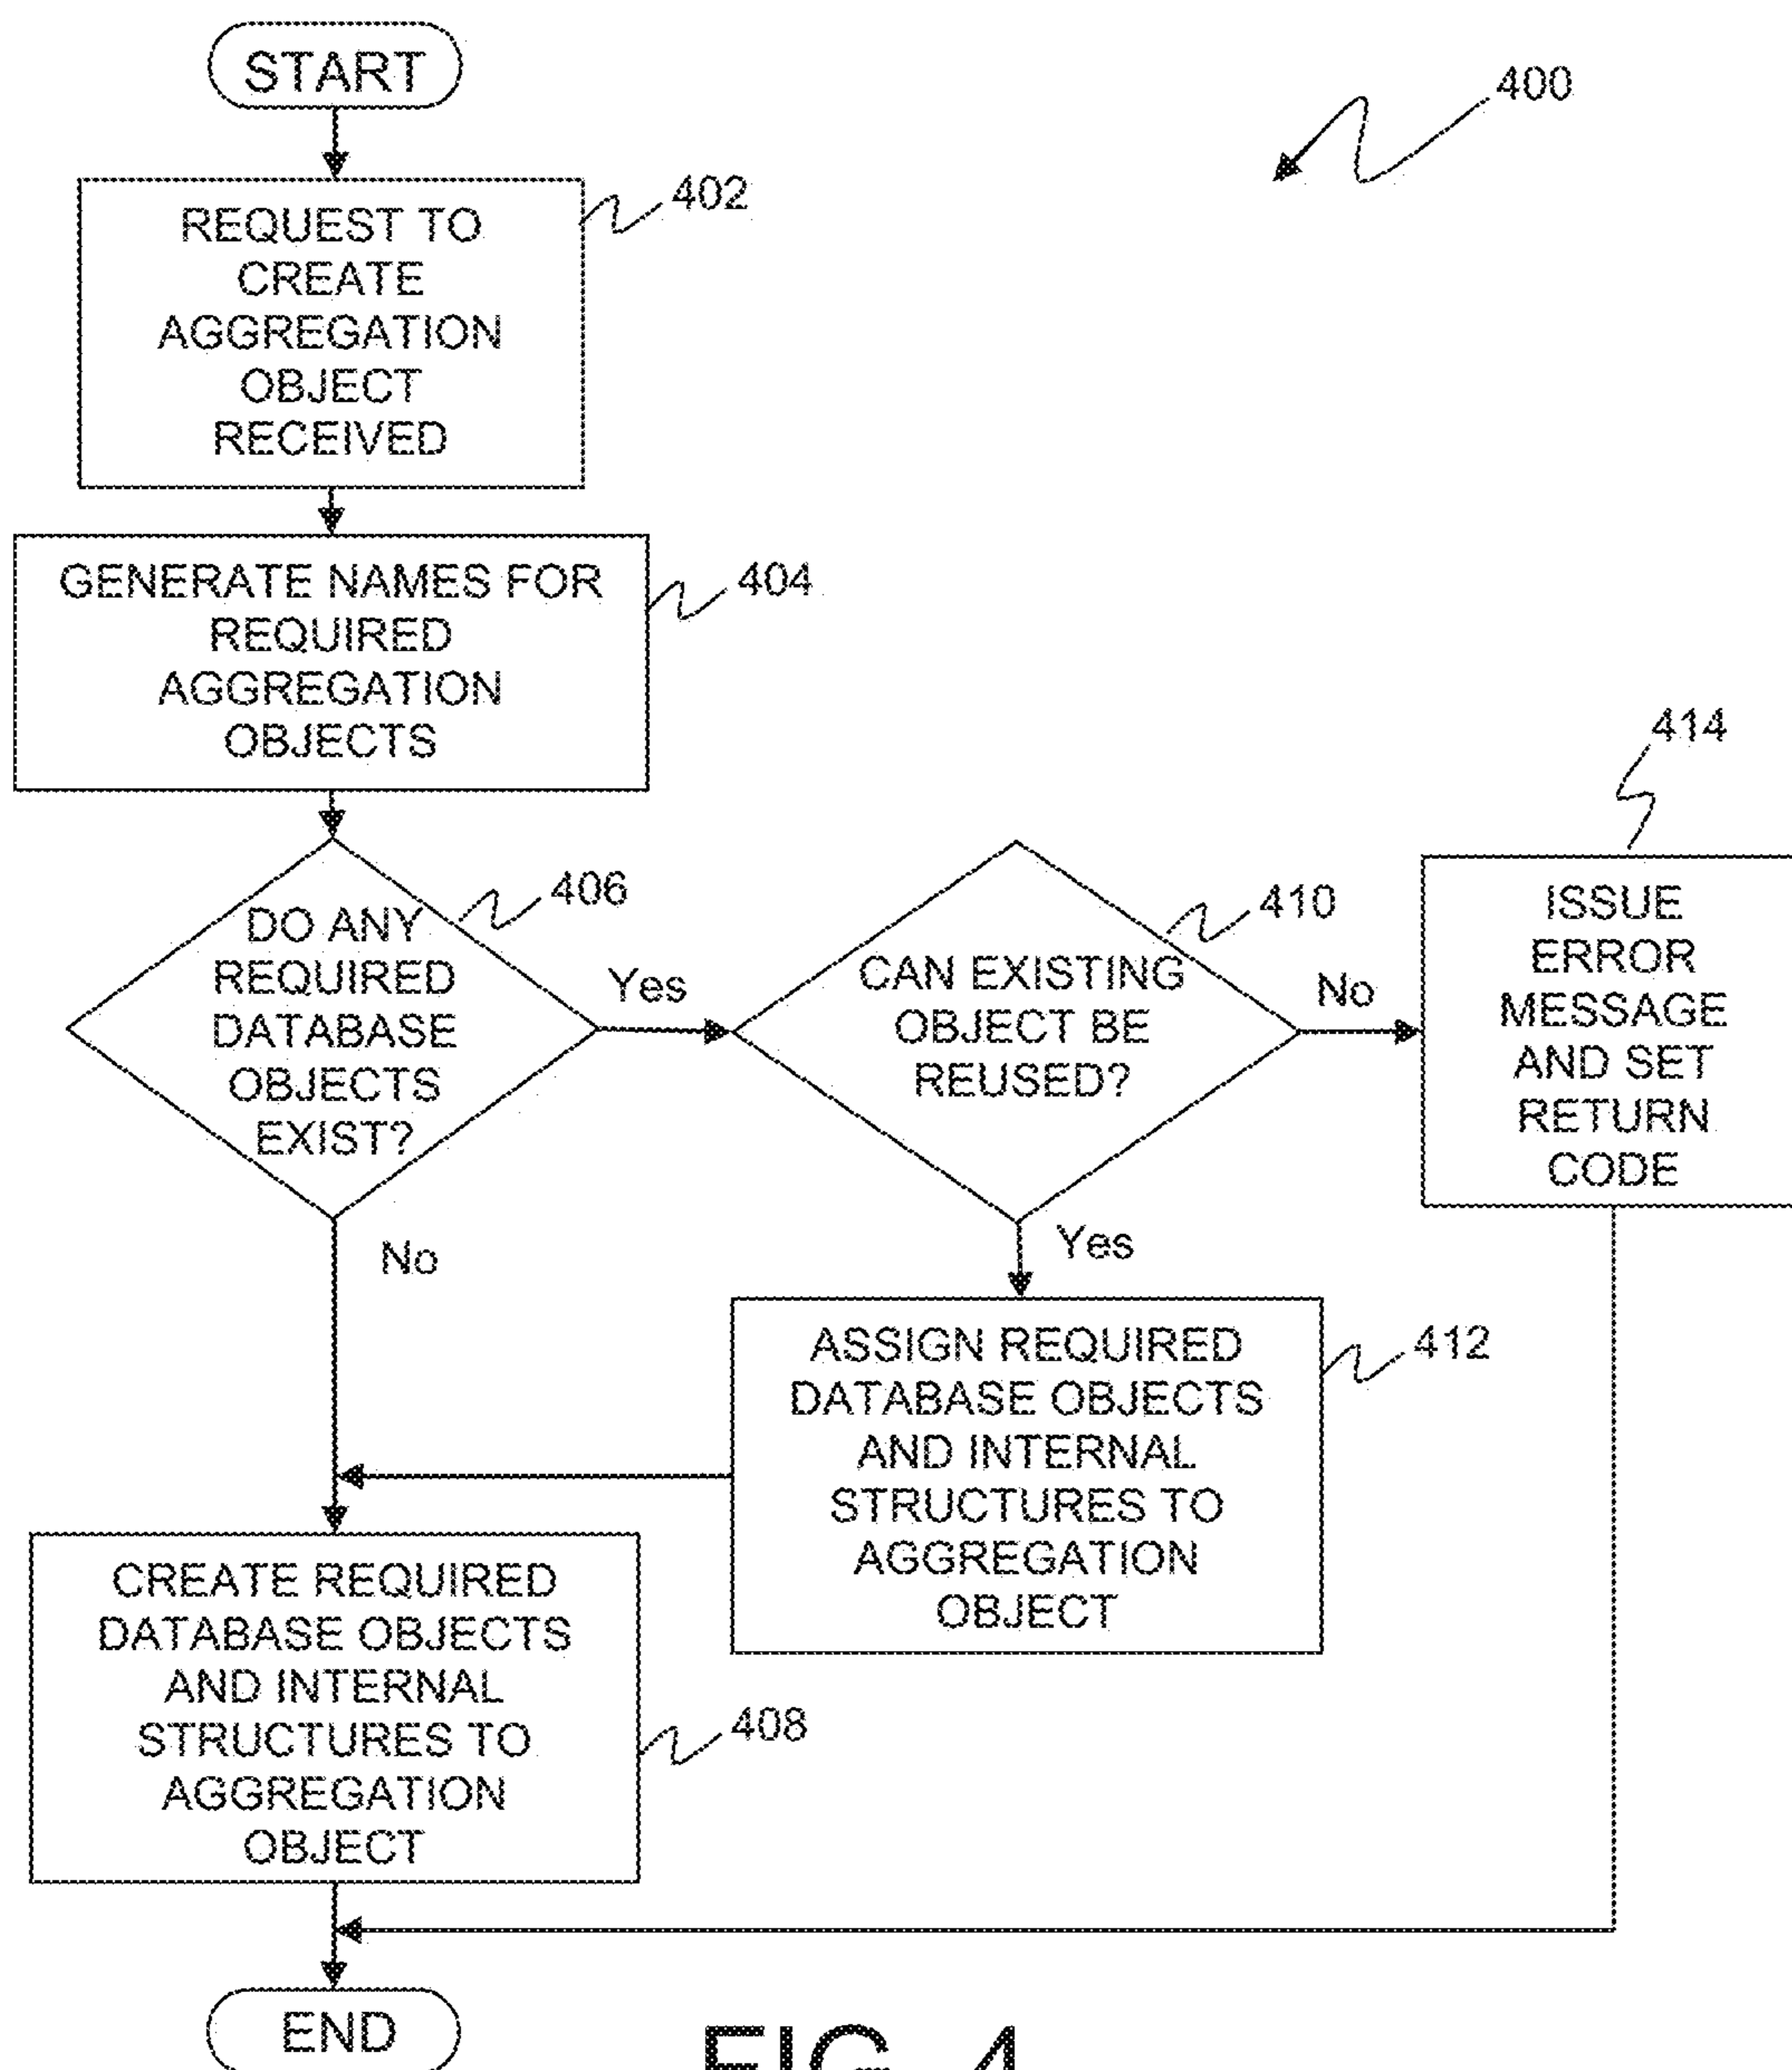 START
400
402
REQUEST TO
CREATE
AGGREGATION
OBJECT
RECEIVED
404
GENERATE NAMES FOR
REQUIRED
AGGREGATION
OBJECTS
406
DO ANY
REQUIRED
DATABASE
OBJECTS
EXIST?
Yes
No
410
CAN EXISTING
OBJECT BE
REUSED?
No
Yes
414
ISSUE
ERROR
MESSAGE
AND SET
RETURN
CODE
412
ASSIGN REQUIRED
DATABASE OBJECTS
AND INTERNAL
STRUCTURES TO
AGGREGATION
OBJECT
408
CREATE REQUIRED
DATABASE OBJECTS
AND INTERNAL
STRUCTURES TO
AGGREGATION
OBJECT
END
FIG. 4